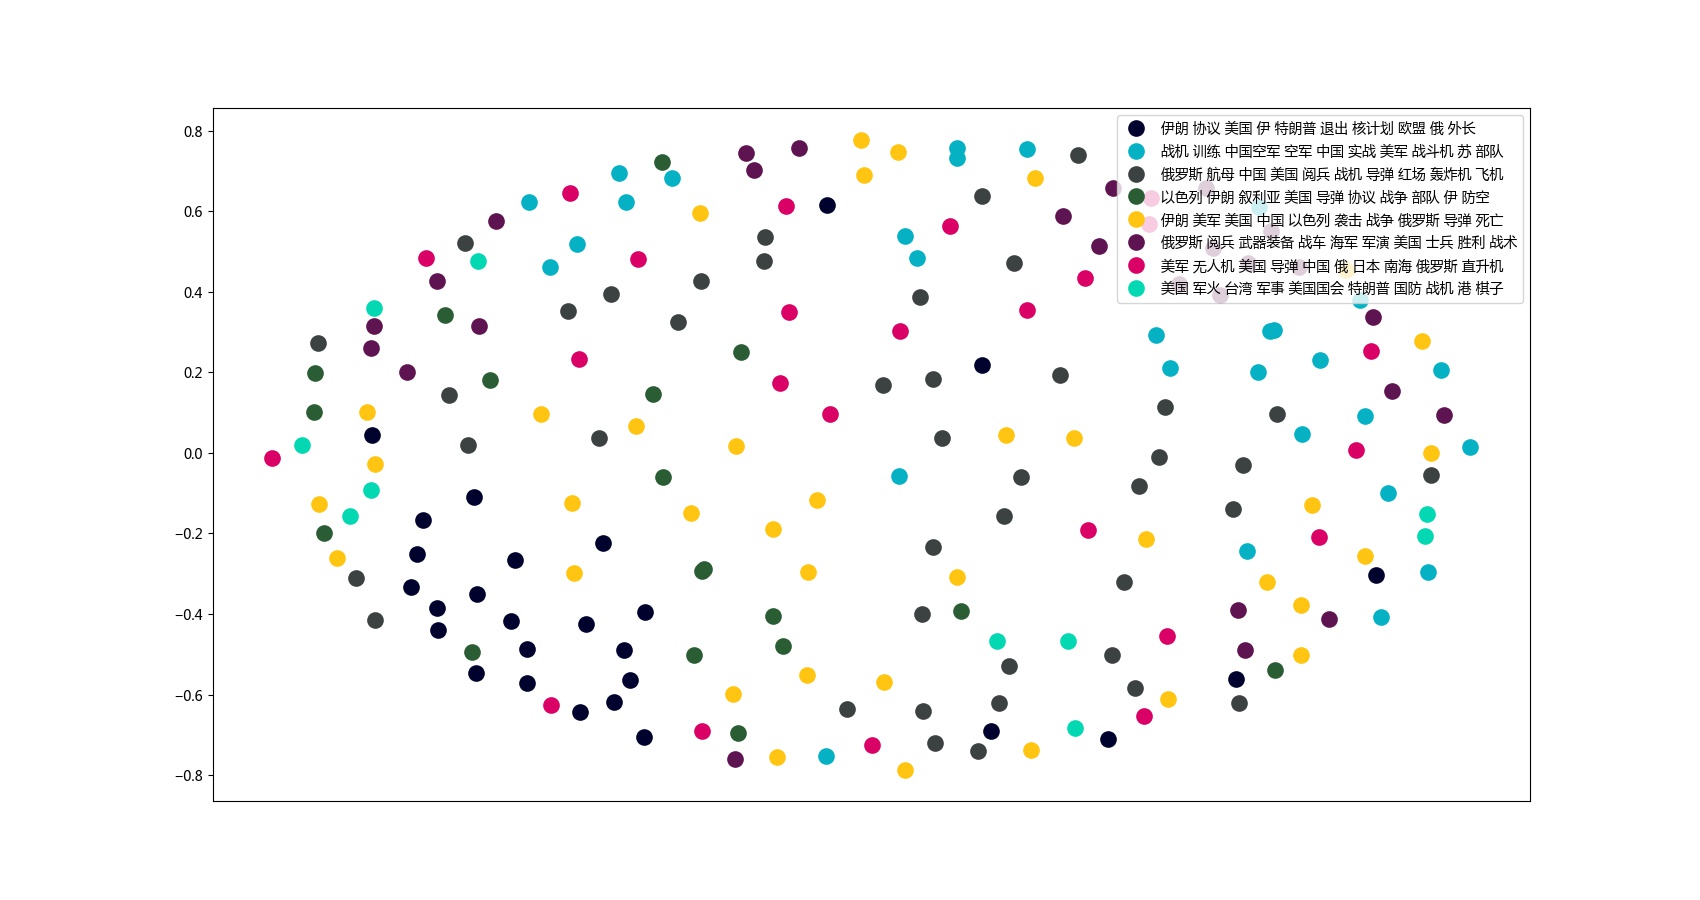 0.8
0.6
0.4
0.2
0.0
−0.2
−0.4
−0.6
−0.8
伊朗 协议 美国 伊 特朗普 退出 核计划 欧盟 俄 外长
战机 训练 中国空军 空军 中国 实战 美军 战斗机 苏 部队
俄罗斯 航母 中国 美国 阅兵 战机 导弹 红场 轰炸机 飞机
以色列 伊朗 叙利亚 美国 导弹 协议 战争 部队 伊 防空
伊朗 美军 美国 中国 以色列 袭击 战争 俄罗斯 导弹 死亡
俄罗斯 阅兵 武器装备 战车 海军 军演 美国 士兵 胜利 战术
美军 无人机 美国 导弹 中国 俄 日本 南海 俄罗斯 直升机
美国 军火 台湾 军事 美国国会 特朗普 国防 战机 港 棋子